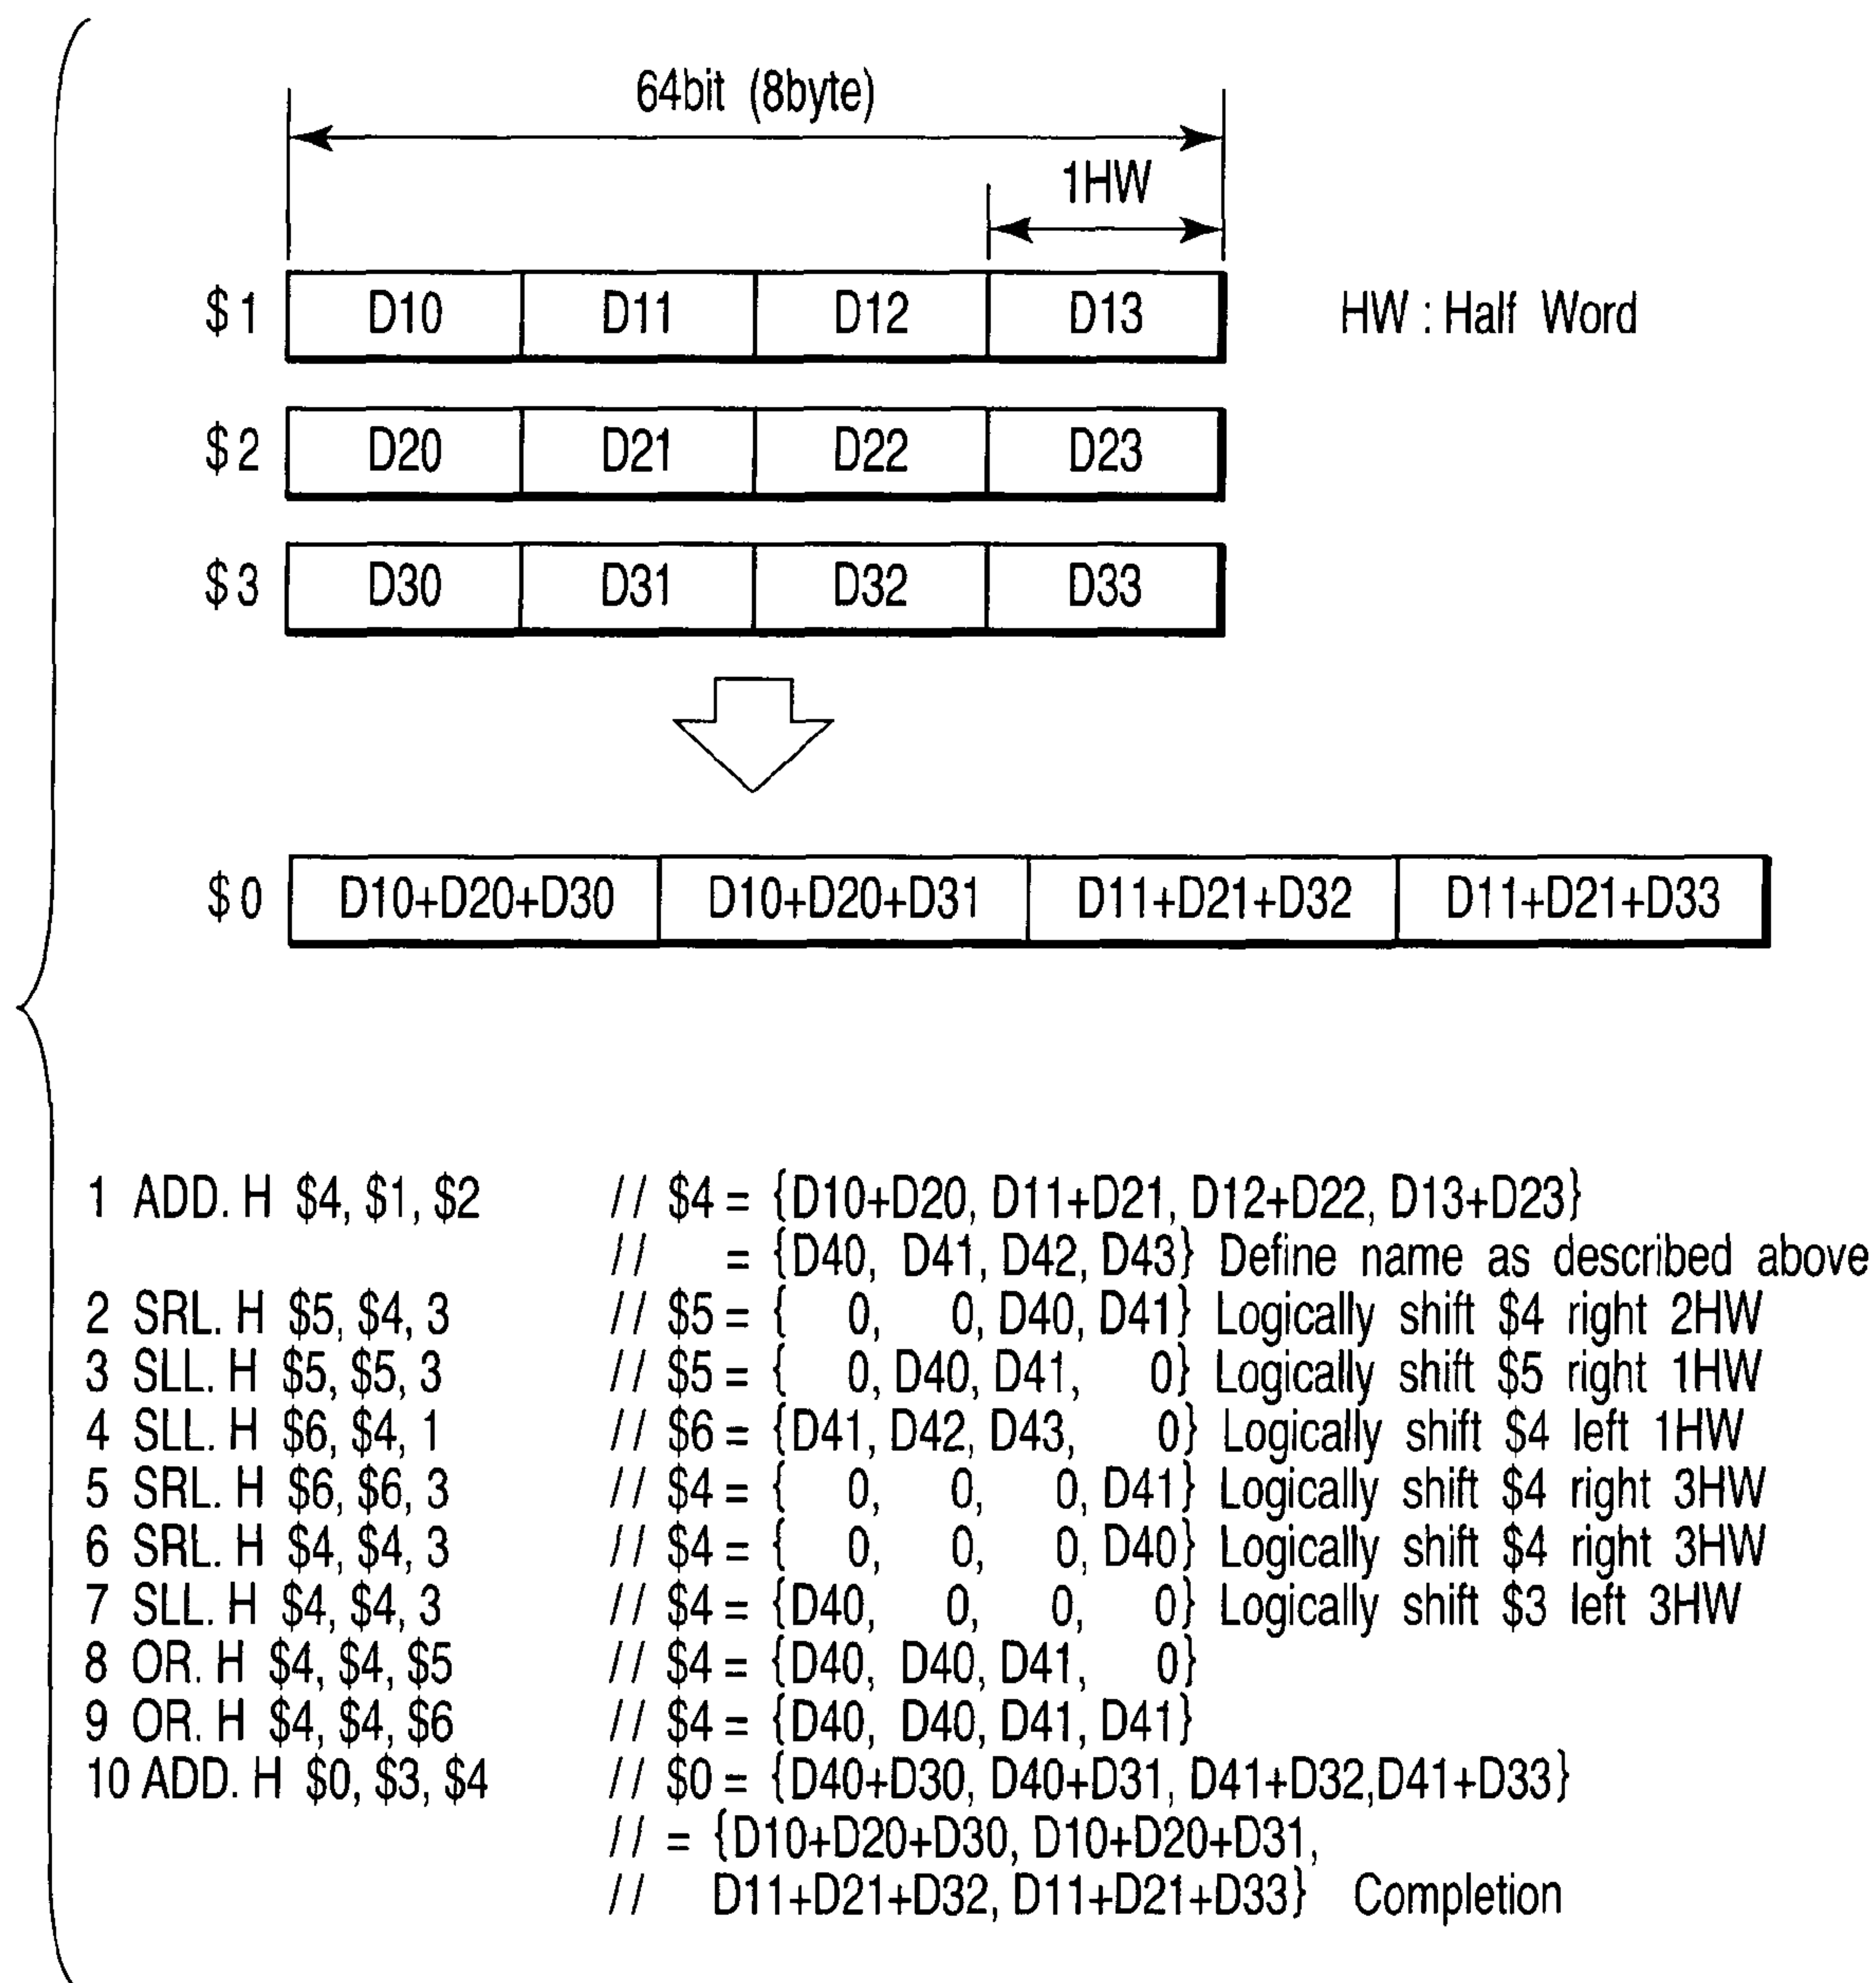 64bit (8byte)
1HW
$1 D10 D11 D12 D13 HW : Half Word
$2 D20 D21 D22 D23
$3 D30 D31 D32 D33
$0 D10+D20+D30 D10+D20+D31 D11+D21+D32 D11+D21+D33
1 ADD. H $4, $1, $2 // $4 = {D10+D20, D11+D21, D12+D22, D13+D23}
// = {D40, D41, D42, D43} Define name as described above
2 SRL. H $5, $4, 3 // $5 = { 0, 0, D40, D41} Logically shift $4 right 2HW
3 SLL. H $5, $5, 3 // $5 = { 0, D40, D41, 0} Logically shift $5 right 1HW
4 SLL. H $6, $4, 1 // $6 = {D41, D42, D43, 0} Logically shift $4 left 1HW
5 SRL. H $6, $6, 3 // $4 = { 0, 0, 0, D41} Logically shift $4 right 3HW
6 SRL. H $4, $4, 3 // $4 = { 0, 0, 0, D40} Logically shift $4 right 3HW
7 SLL. H $4, $4, 3 // $4 = {D40, 0, 0, 0} Logically shift $3 left 3HW
8 OR. H $4, $4, $5 // $4 = {D40, D40, D41, 0}
9 OR. H $4, $4, $6 // $4 = {D40, D40, D41, D41}
10 ADD. H $0, $3, $4 // $0 = {D40+D30, D40+D31, D41+D32,D41+D33}
// = {D10+D20+D30, D10+D20+D31,
// D11+D21+D32, D11+D21+D33} Completion